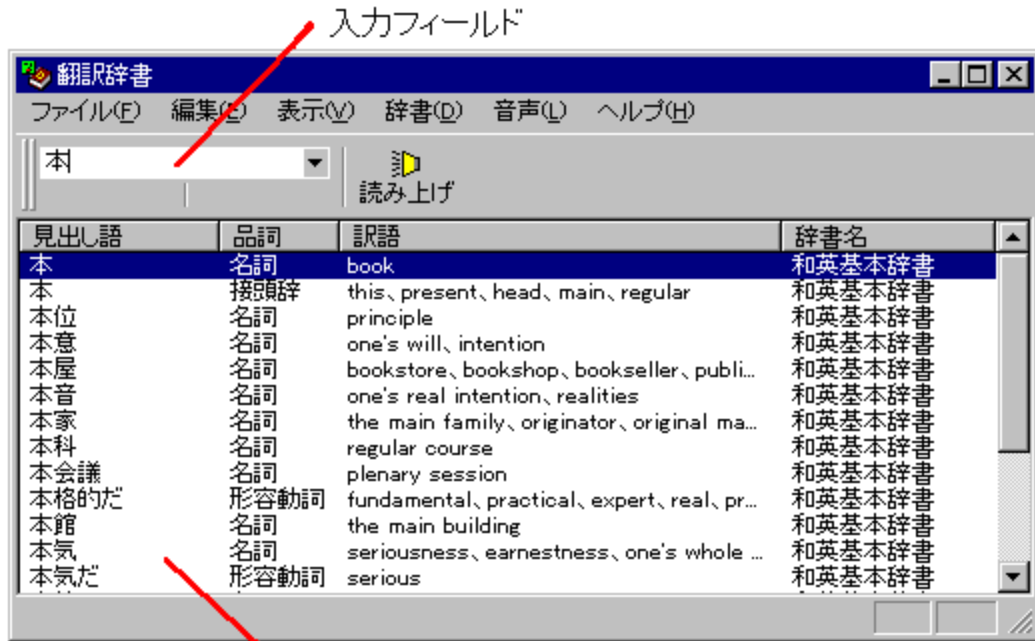 入力フィールド
翻訳辞書
ファイル(F) 編集(E) 表示(V) 辞書(D) 音声(L) ヘルプ(H)
本
読み上げ
見出し語 品詞 訳語 辞書名
本 名詞 book 和英基本辞書
本 接頭辞 this、present、head、main、regular 和英基本辞書
本位 名詞 principle 和英基本辞書
本意 名詞 one's will、intention 和英基本辞書
本屋 名詞 bookstore、bookshop、bookseller、publi... 和英基本辞書
本音 名詞 one's real intention、realities 和英基本辞書
本家 名詞 the main family、originator、original ma... 和英基本辞書
本科 名詞 regular course 和英基本辞書
本会議 名詞 plenary session 和英基本辞書
本格的だ 形容動詞 fundamental、practical、expert、real、pr... 和英基本辞書
本館 名詞 the main building 和英基本辞書
本気 名詞 seriousness、earnestness、one's whole ... 和英基本辞書
本気だ 形容動詞 serious 和英基本辞書